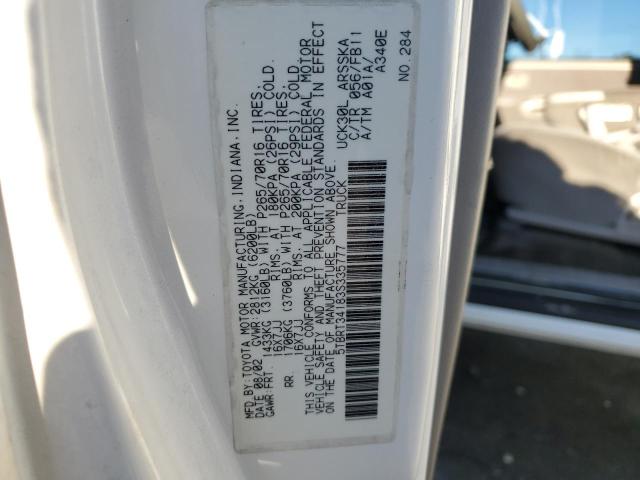 MFD. BY: TOYOTA MOTOR MANUFACTURING, INDIANA, INC.
DATE 08/02 GVWR 2812KG (6200LB)
GAWR FRT. 1433KG (3160LB) WITH P265/70R16 TIRES,
16X7JJ RIMS, AT 180KPA (26PSI) COLD.
RR. 1706KG (3760LB) WITH P265/70R16 TIRES,
16X7JJ RIMS, AT 200KPA (29PSI) COLD.
THIS VEHICLE CONFORMS TO ALL APPLICABLE FEDERAL MOTOR
VEHICLE SAFETY AND THEFT PREVENTION STANDARDS IN EFFECT
ON THE DATE OF MANUFACTURE SHOWN ABOVE.
5TBRT34183S335777 TRUCK
UCK30L ARSSKA
C/TR 056/FB11
A/TM A01A/
A340E
NO. 284